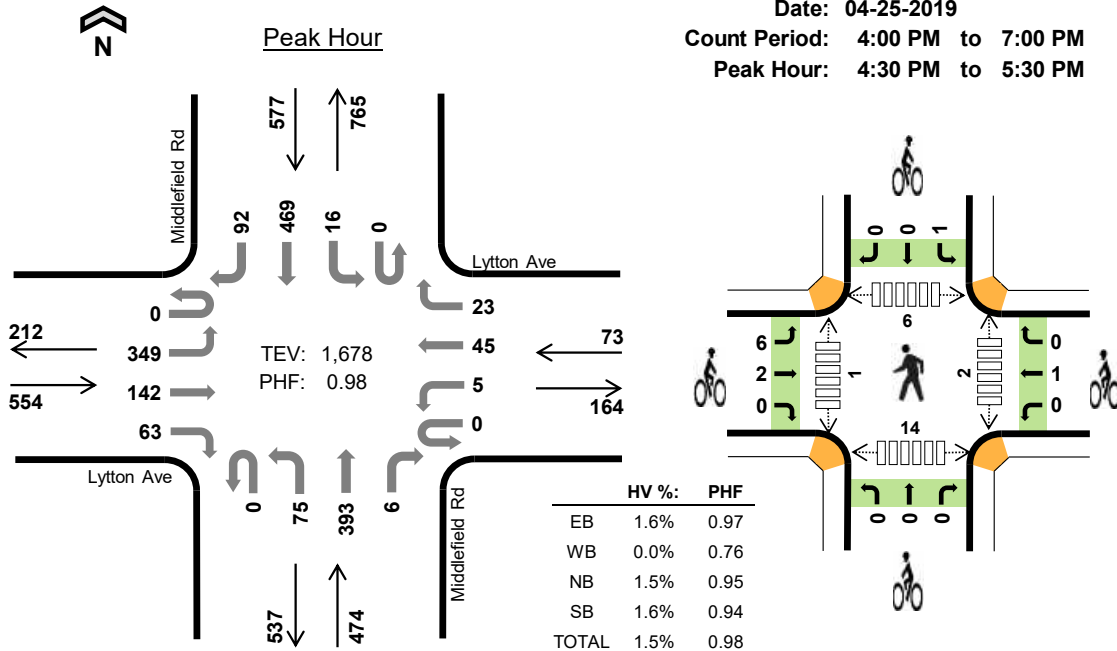 N
Peak Hour
Date: 04-25-2019
Count Period: 4:00 PM to 7:00 PM
Peak Hour: 4:30 PM to 5:30 PM
577
765
Middlefield Rd
92
469
16
0
Lytton Ave
0
349
142
63
212
554
TEV: 1,678
PHF: 0.98
23
45
5
0
73
164
Lytton Ave
0
75
393
6
Middlefield Rd
537
474
HV %: PHF
EB 1.6% 0.97
WB 0.0% 0.76
NB 1.5% 0.95
SB 1.6% 0.94
TOTAL 1.5% 0.98
0
0
1
6
6
2
0
1
2
0
1
0
14
0
0
0